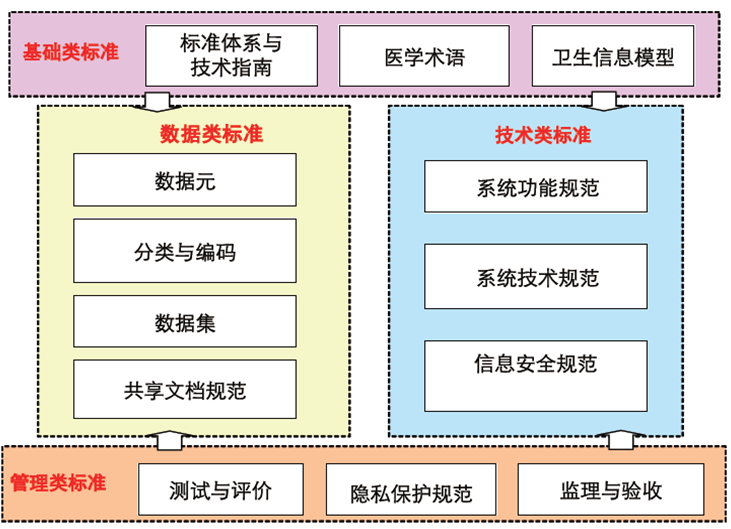 基础类标准
标准体系与
技术指南
医学术语
卫生信息模型
数据类标准
数据元
分类与编码
数据集
共享文档规范
技术类标准
系统功能规范
系统技术规范
信息安全规范
管理类标准
测试与评价
隐私保护规范
监理与验收